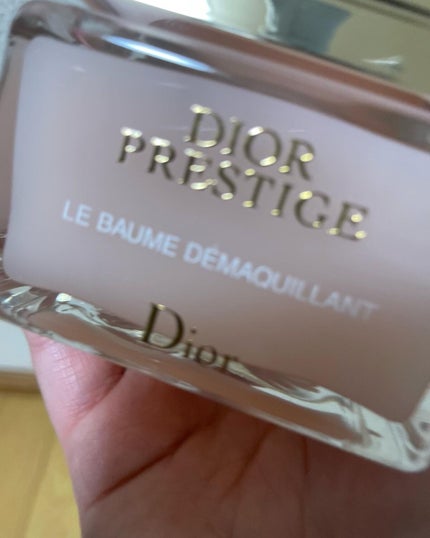 DIOR
PRESTIGE
LE BAUME DÉMAQUILLANT
Dior